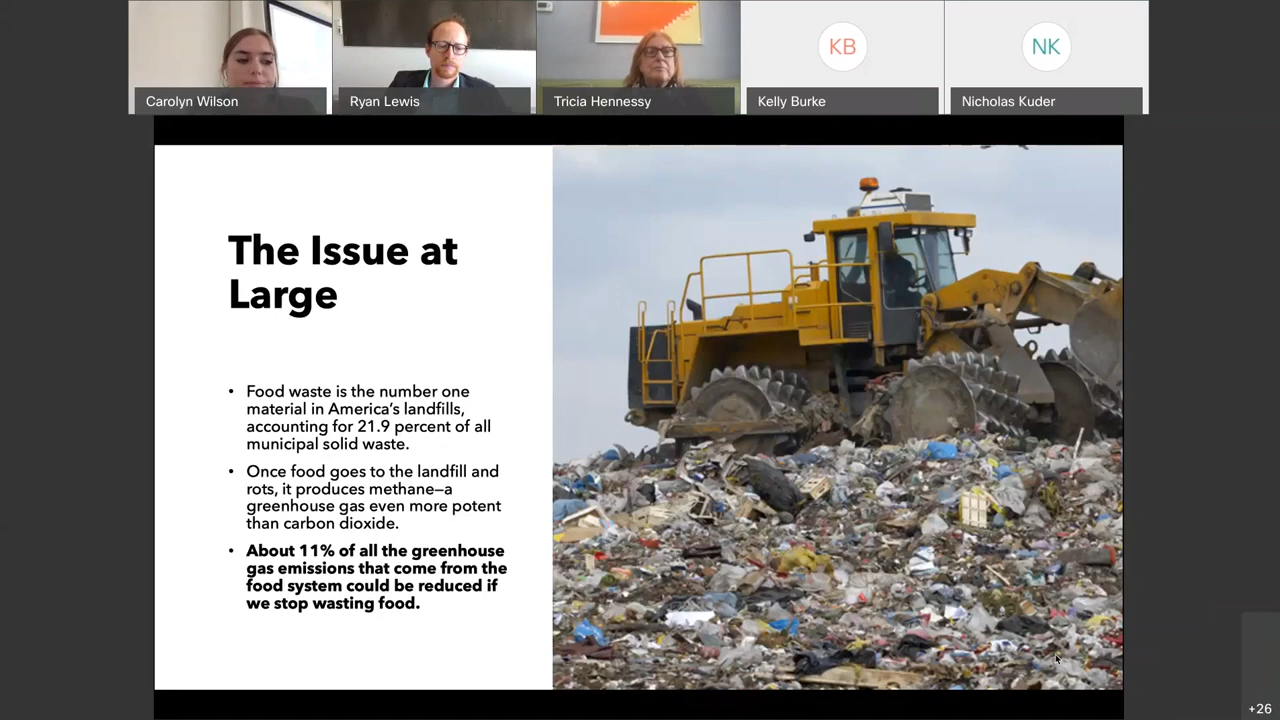 Carolyn Wilson
Ryan Lewis
Tricia Hennessy
KB
Kelly Burke
NK
Nicholas Kuder
The Issue at
Large
• Food waste is the number one
material in America's landfills,
accounting for 21.9 percent of all
municipal solid waste.
• Once food goes to the landfill and
rots, it produces methane—a
greenhouse gas even more potent
than carbon dioxide.
• About 11% of all the greenhouse
gas emissions that come from the
food system could be reduced if
we stop wasting food.
+26